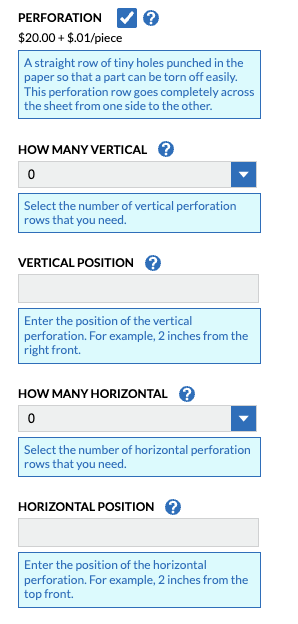 PERFORATION ?
$20.00 + $.01/piece
A straight row of tiny holes punched in the
paper so that a part can be torn off easily.
This perforation row goes completely across
the sheet from one side to the other.
HOW MANY VERTICAL ?
0
Select the number of vertical perforation
rows that you need.
VERTICAL POSITION ?
Enter the position of the vertical
perforation. For example, 2 inches from the
right front.
HOW MANY HORIZONTAL ?
0
Select the number of horizontal perforation
rows that you need.
HORIZONTAL POSITION ?
Enter the position of the horizontal
perforation. For example, 2 inches from the
top front.